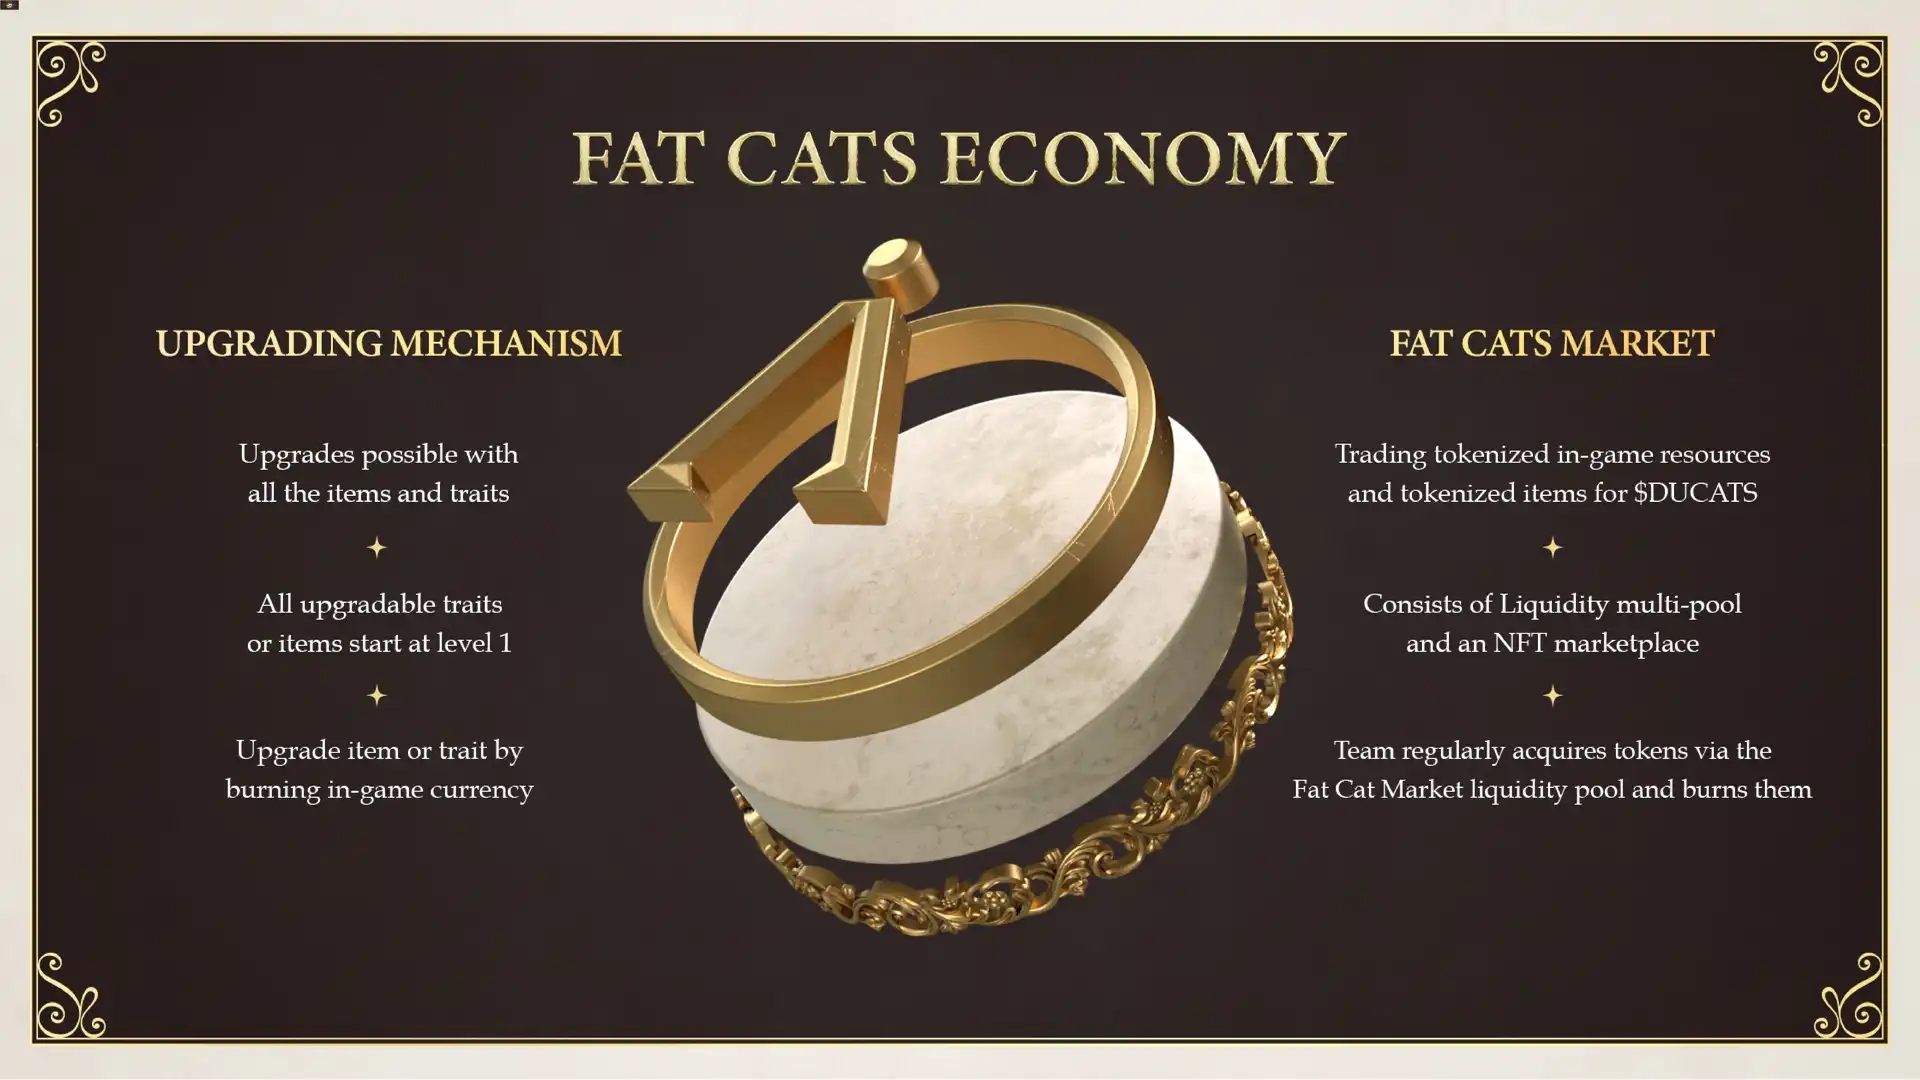 FAT CATS ECONOMY
UPGRADING MECHANISM
Upgrades possible with
all the items and traits
All upgradable traits
or items start at level 1
Upgrade item or trait by
burning in-game currency
FAT CATS MARKET
Trading tokenized in-game resources
and tokenized items for $DUCATS
Consists of Liquidity multi-pool
and an NFT marketplace
Team regularly acquires tokens via the
Fat Cat Market liquidity pool and burns them